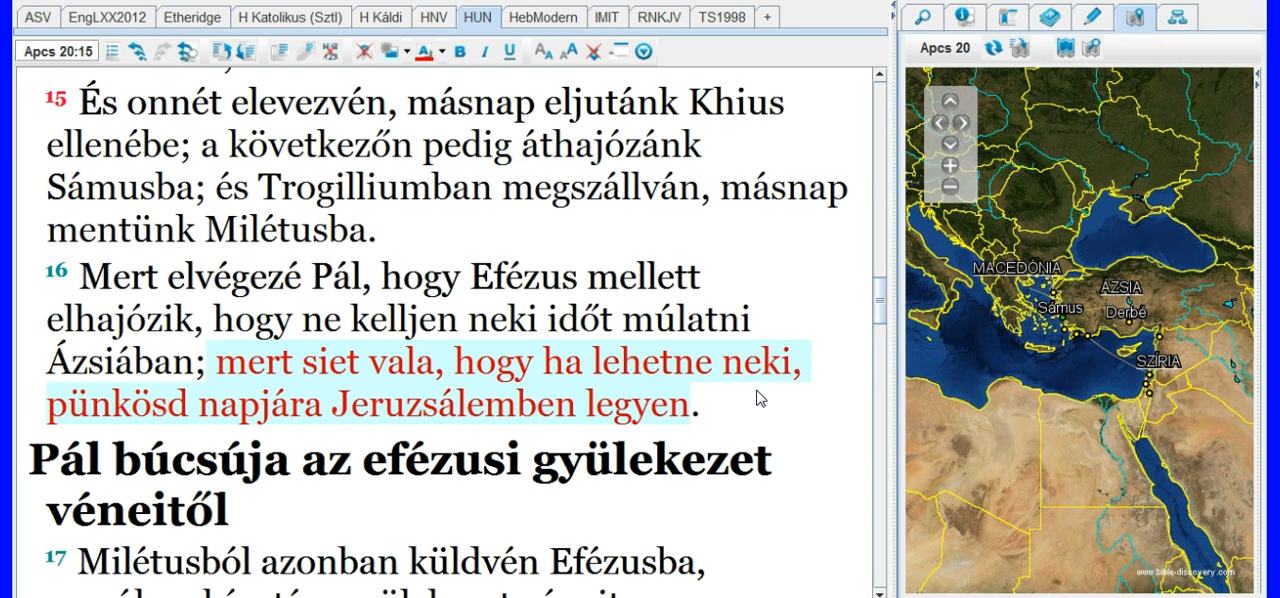 ASV EngLXX2012 Etheridge H Katolikus (Sztl) H Káldi HNV HUN HebModern IMIT RNKJV TS1998 +
Apcs 20:15
15 És onnét elevezvén, másnap eljutánk Khius
ellenébe; a következőn pedig áthajózánk
Sámusba; és Trogilliumban megszállván, másnap
mentünk Milétusba.
16 Mert elvégezé Pál, hogy Efézus mellett
elhajózik, hogy ne kelljen neki időt múlatni
Ázsiában; mert siet vala, hogy ha lehetne neki,
pünkösd napjára Jeruzsálemben legyen.
Pál búcsúja az efézusi gyülekezet
véneitől
17 Milétusból azonban küldvén Efézusba,
Apcs 20
MACEDÓNIA
ÁZSIA
Sámus
Derbé
SZÍRIA
www.bible-discovery.com